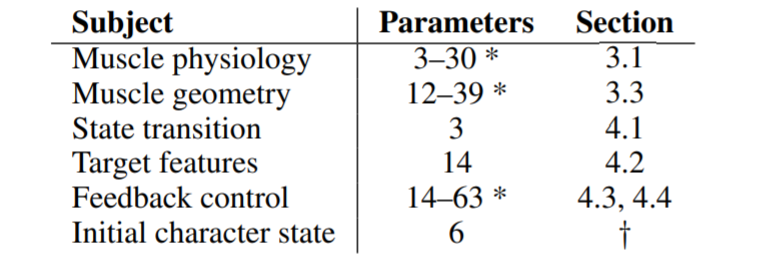 Subject Parameters Section
Muscle physiology 3–30 * 3.1
Muscle geometry 12–39 * 3.3
State transition 3 4.1
Target features 14 4.2
Feedback control 14–63 * 4.3, 4.4
Initial character state 6 †